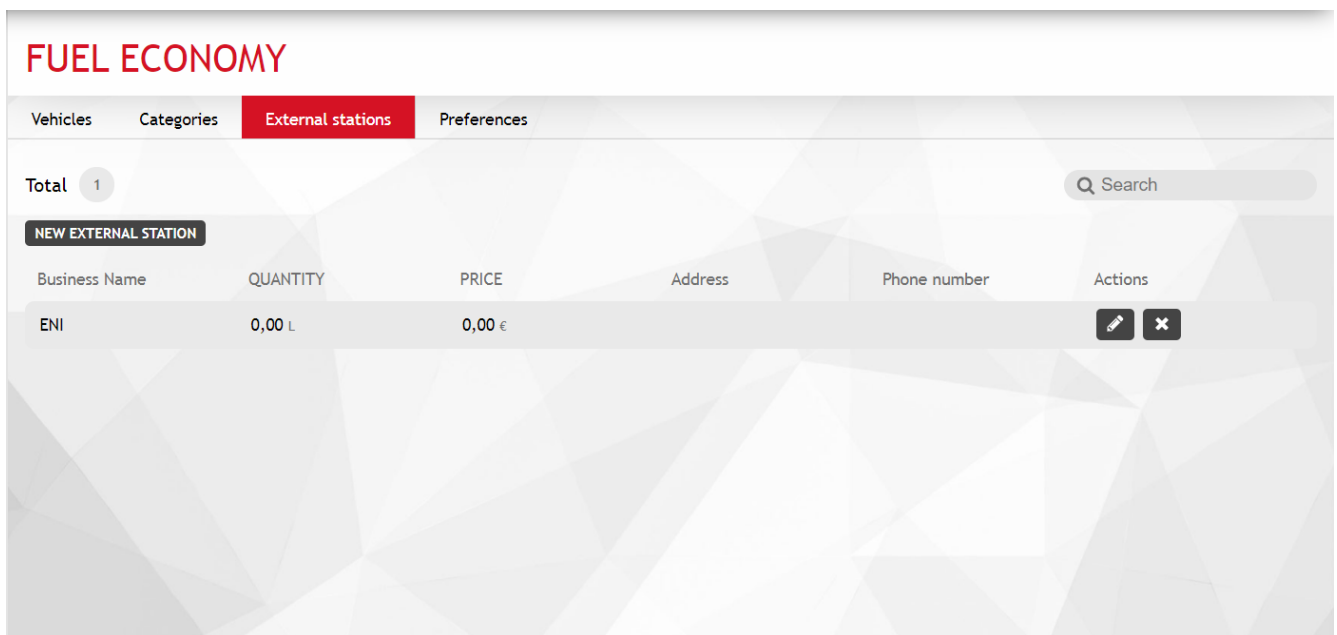 FUEL ECONOMY
Vehicles Categories External stations Preferences
Total 1 Search
NEW EXTERNAL STATION
Business Name QUANTITY PRICE Address Phone number Actions
ENI 0,00 L 0,00 €